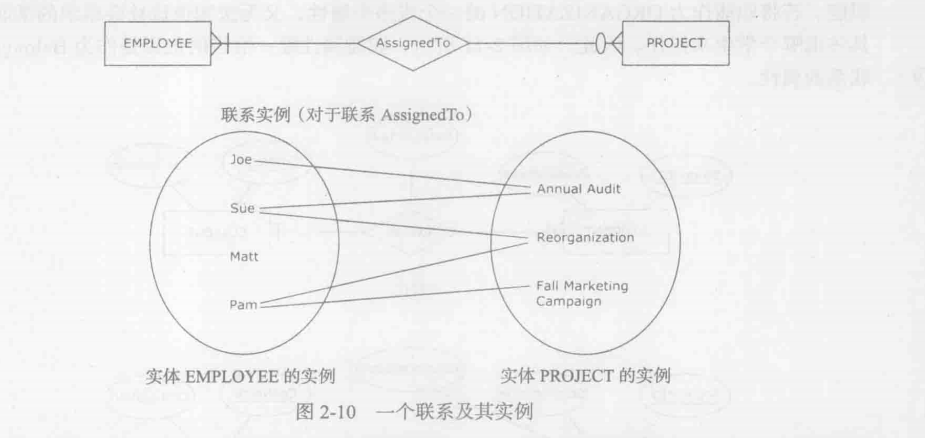 EMPLOYEE AssignedTo PROJECT
联系实例（对于联系 AssignedTo）
Joe
Annual Audit
Sue
Reorganization
Matt
Fall Marketing
Campaign
Pam
实体 EMPLOYEE 的实例 实体 PROJECT 的实例
图 2-10 一个联系及其实例